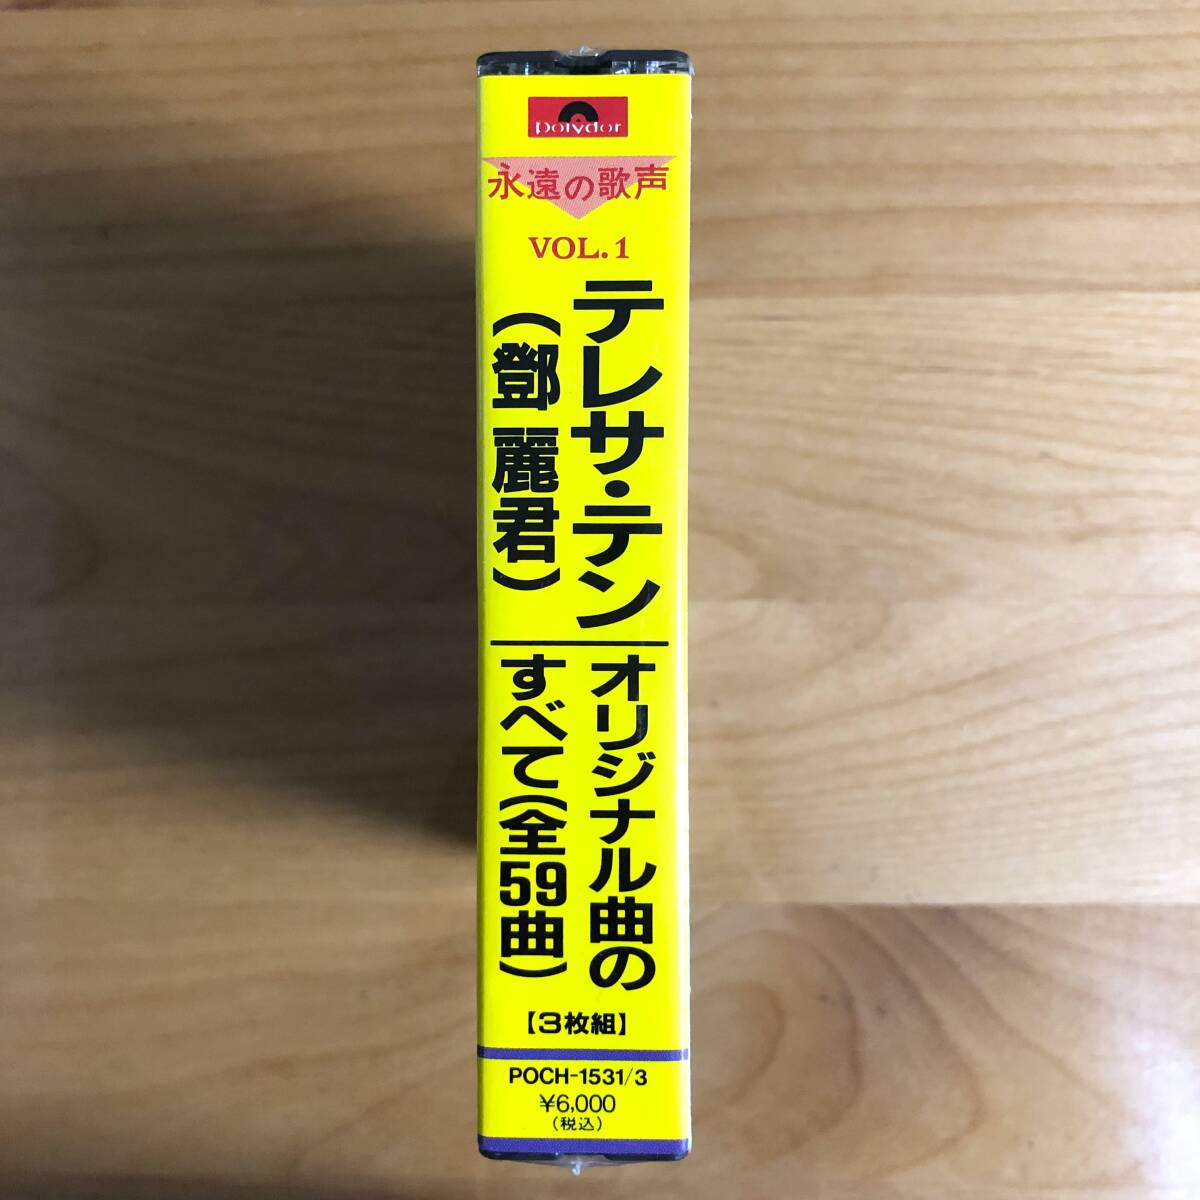 polydor
永遠の歌声
VOL.1
テレサ・テン
(鄧 麗君)
オリジナル曲の
すべて(全59曲)
【3枚組】
POCH-1531/3
¥6,000
(税込)